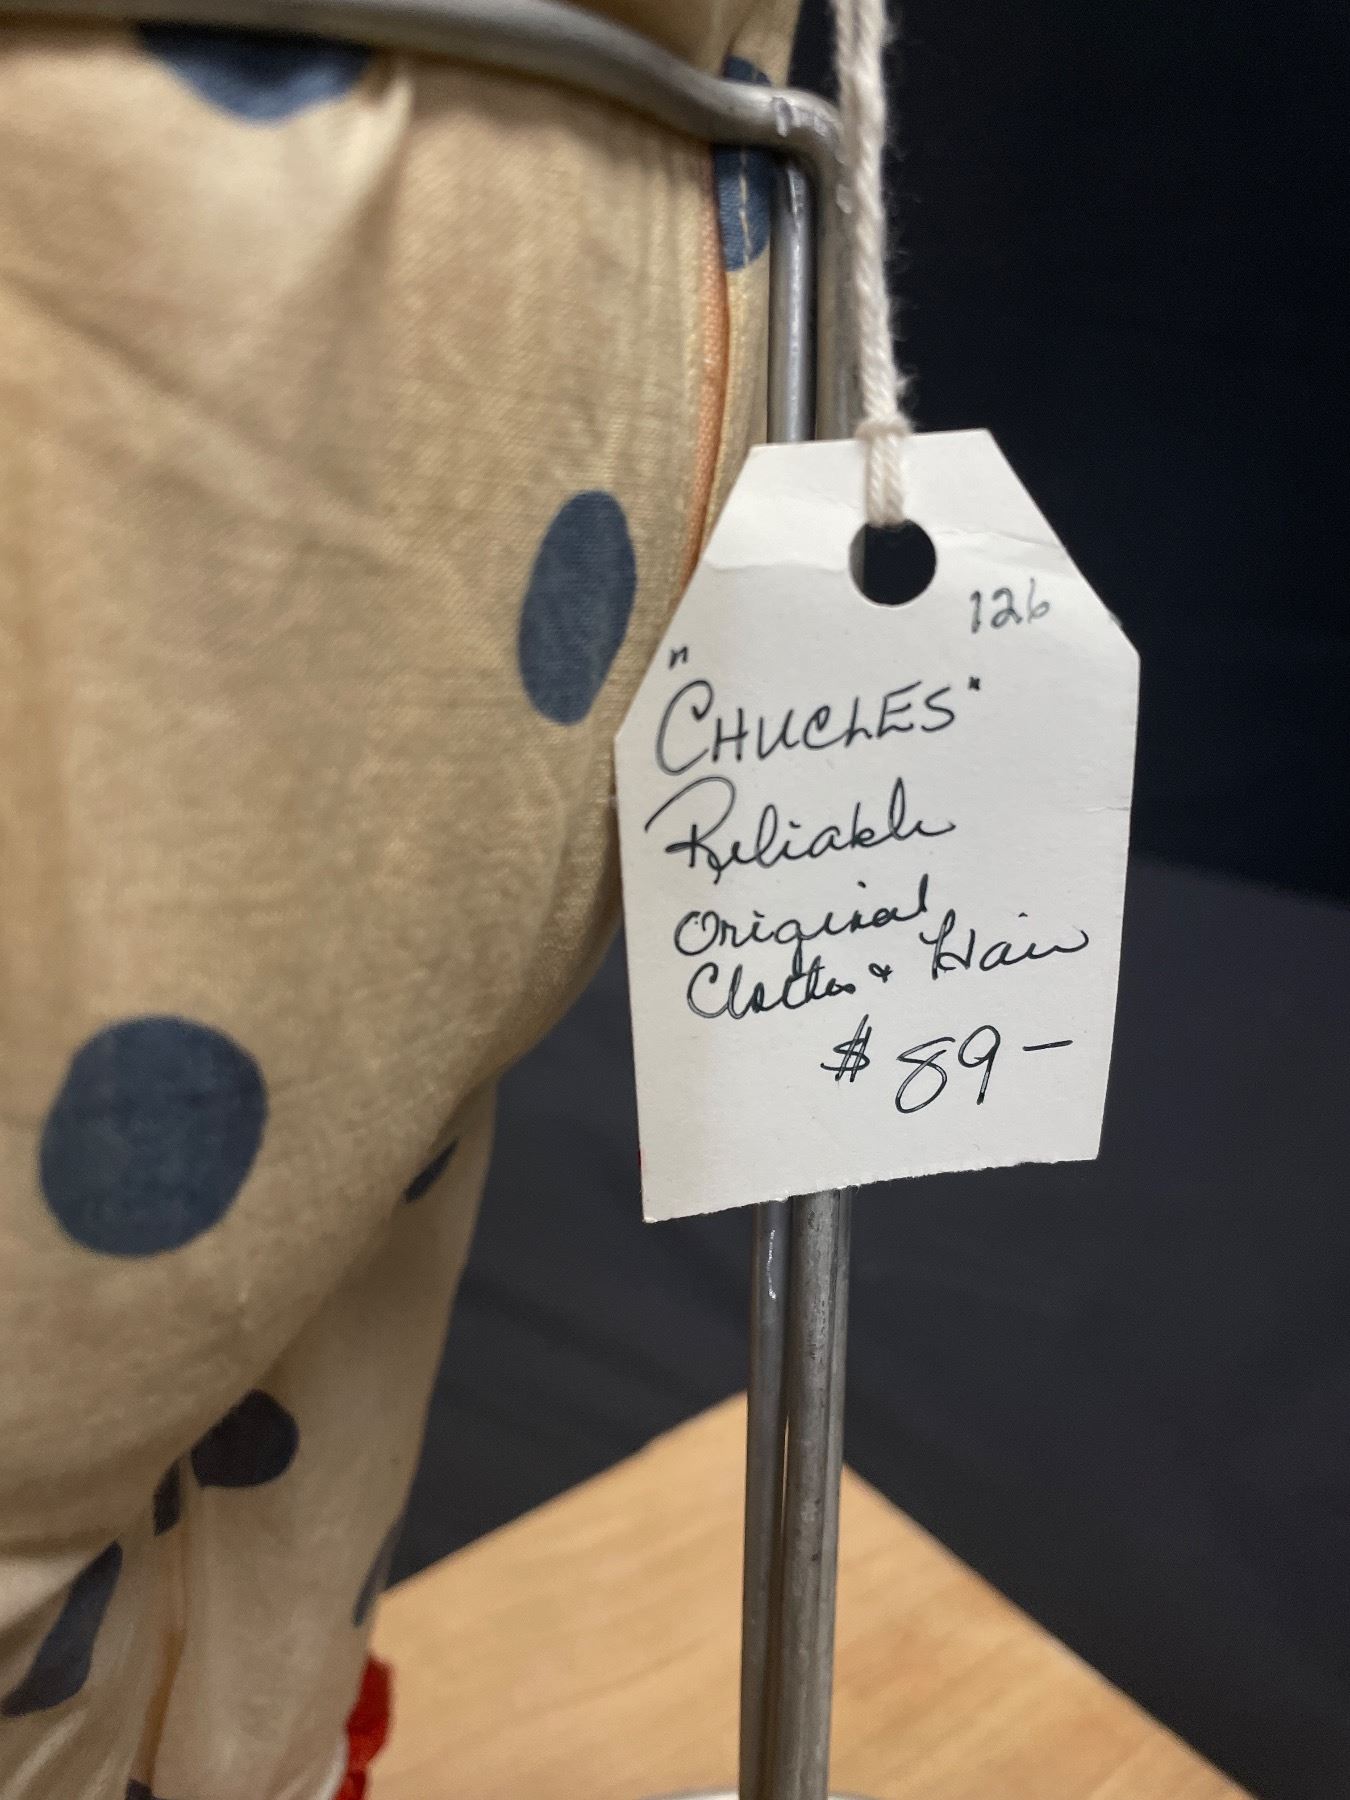 126
"CHUCLES"
Reliable
Original
Clothes & Hair
$ 89-